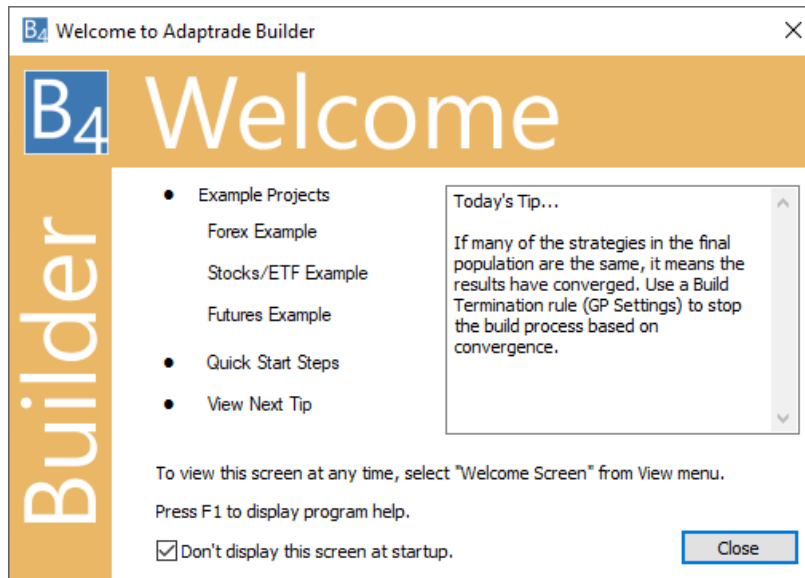 B4 Welcome to Adaptrade Builder
B4 Welcome
Builder
Example Projects
Forex Example
Stocks/ETF Example
Futures Example
Quick Start Steps
View Next Tip
Today's Tip...
If many of the strategies in the final
population are the same, it means the
results have converged. Use a Build
Termination rule (GP Settings) to stop
the build process based on
convergence.
To view this screen at any time, select "Welcome Screen" from View menu.
Press F1 to display program help.
Don't display this screen at startup.
Close